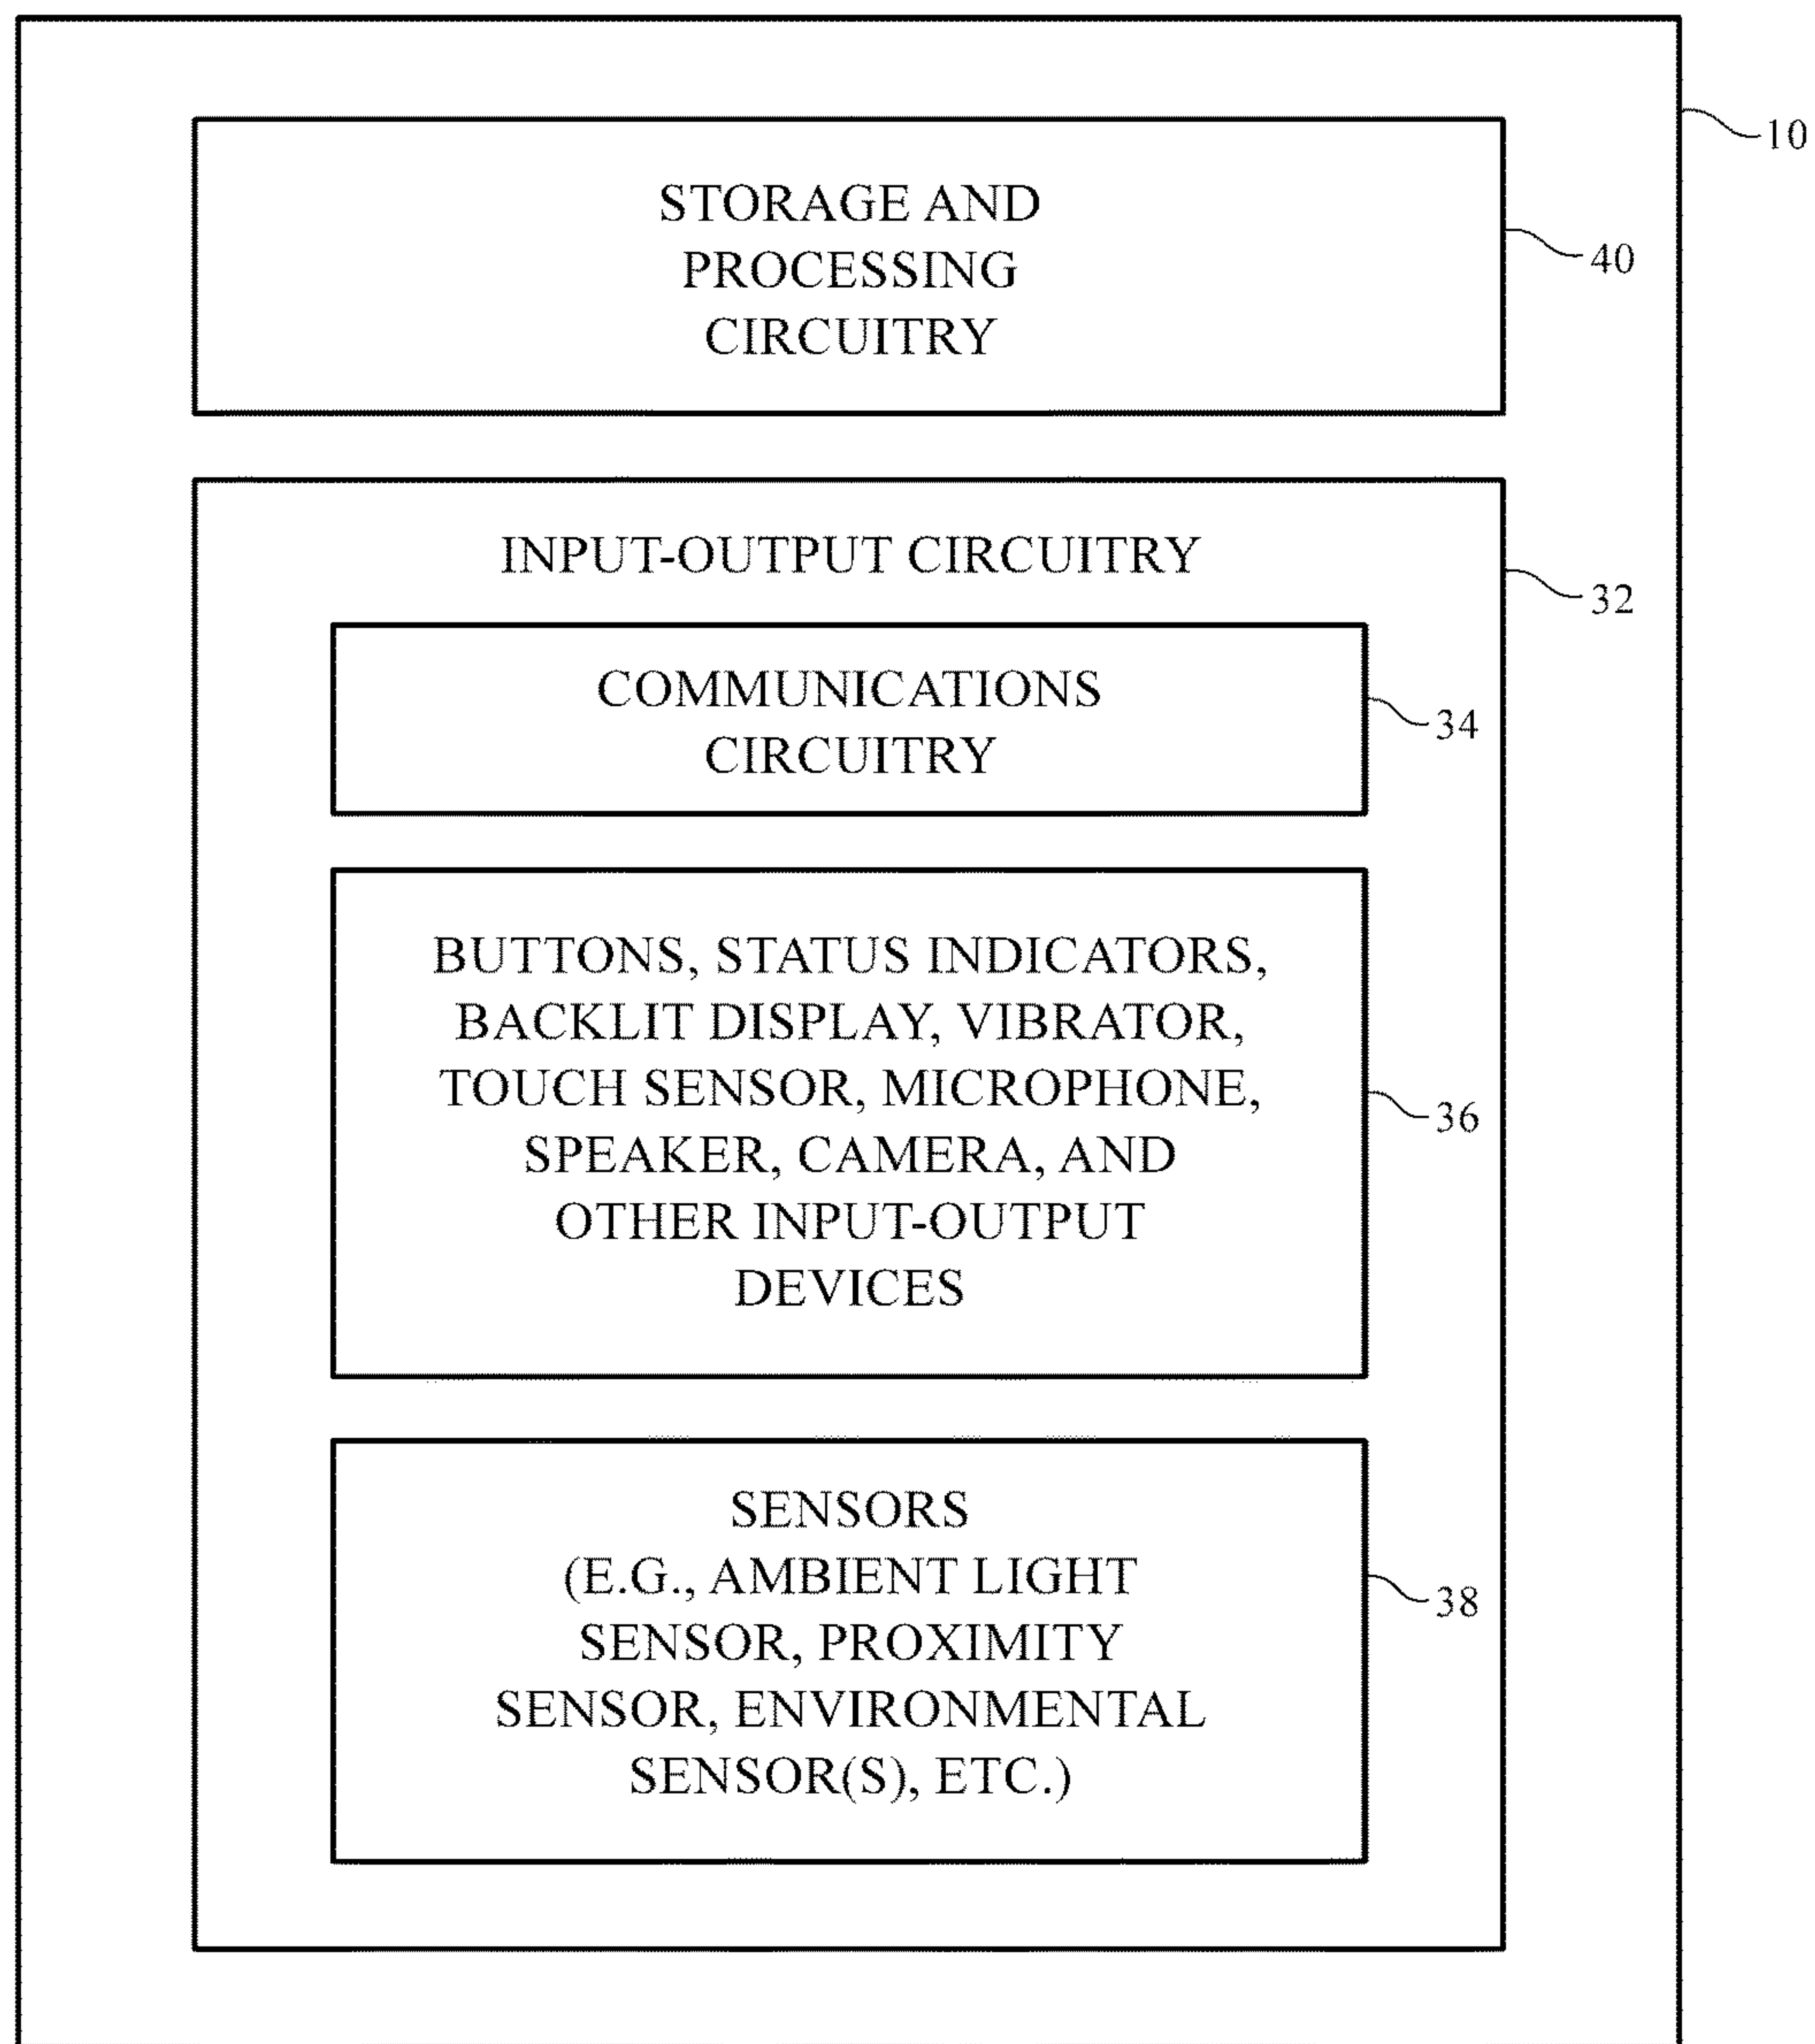 10
STORAGE AND
PROCESSING
CIRCUITRY
40
INPUT-OUTPUT CIRCUITRY
32
COMMUNICATIONS
CIRCUITRY
34
BUTTONS, STATUS INDICATORS,
BACKLIT DISPLAY, VIBRATOR,
TOUCH SENSOR, MICROPHONE,
SPEAKER, CAMERA, AND
OTHER INPUT-OUTPUT
DEVICES
36
SENSORS
(E.G., AMBIENT LIGHT
SENSOR, PROXIMITY
SENSOR, ENVIRONMENTAL
SENSOR(S), ETC.)
38